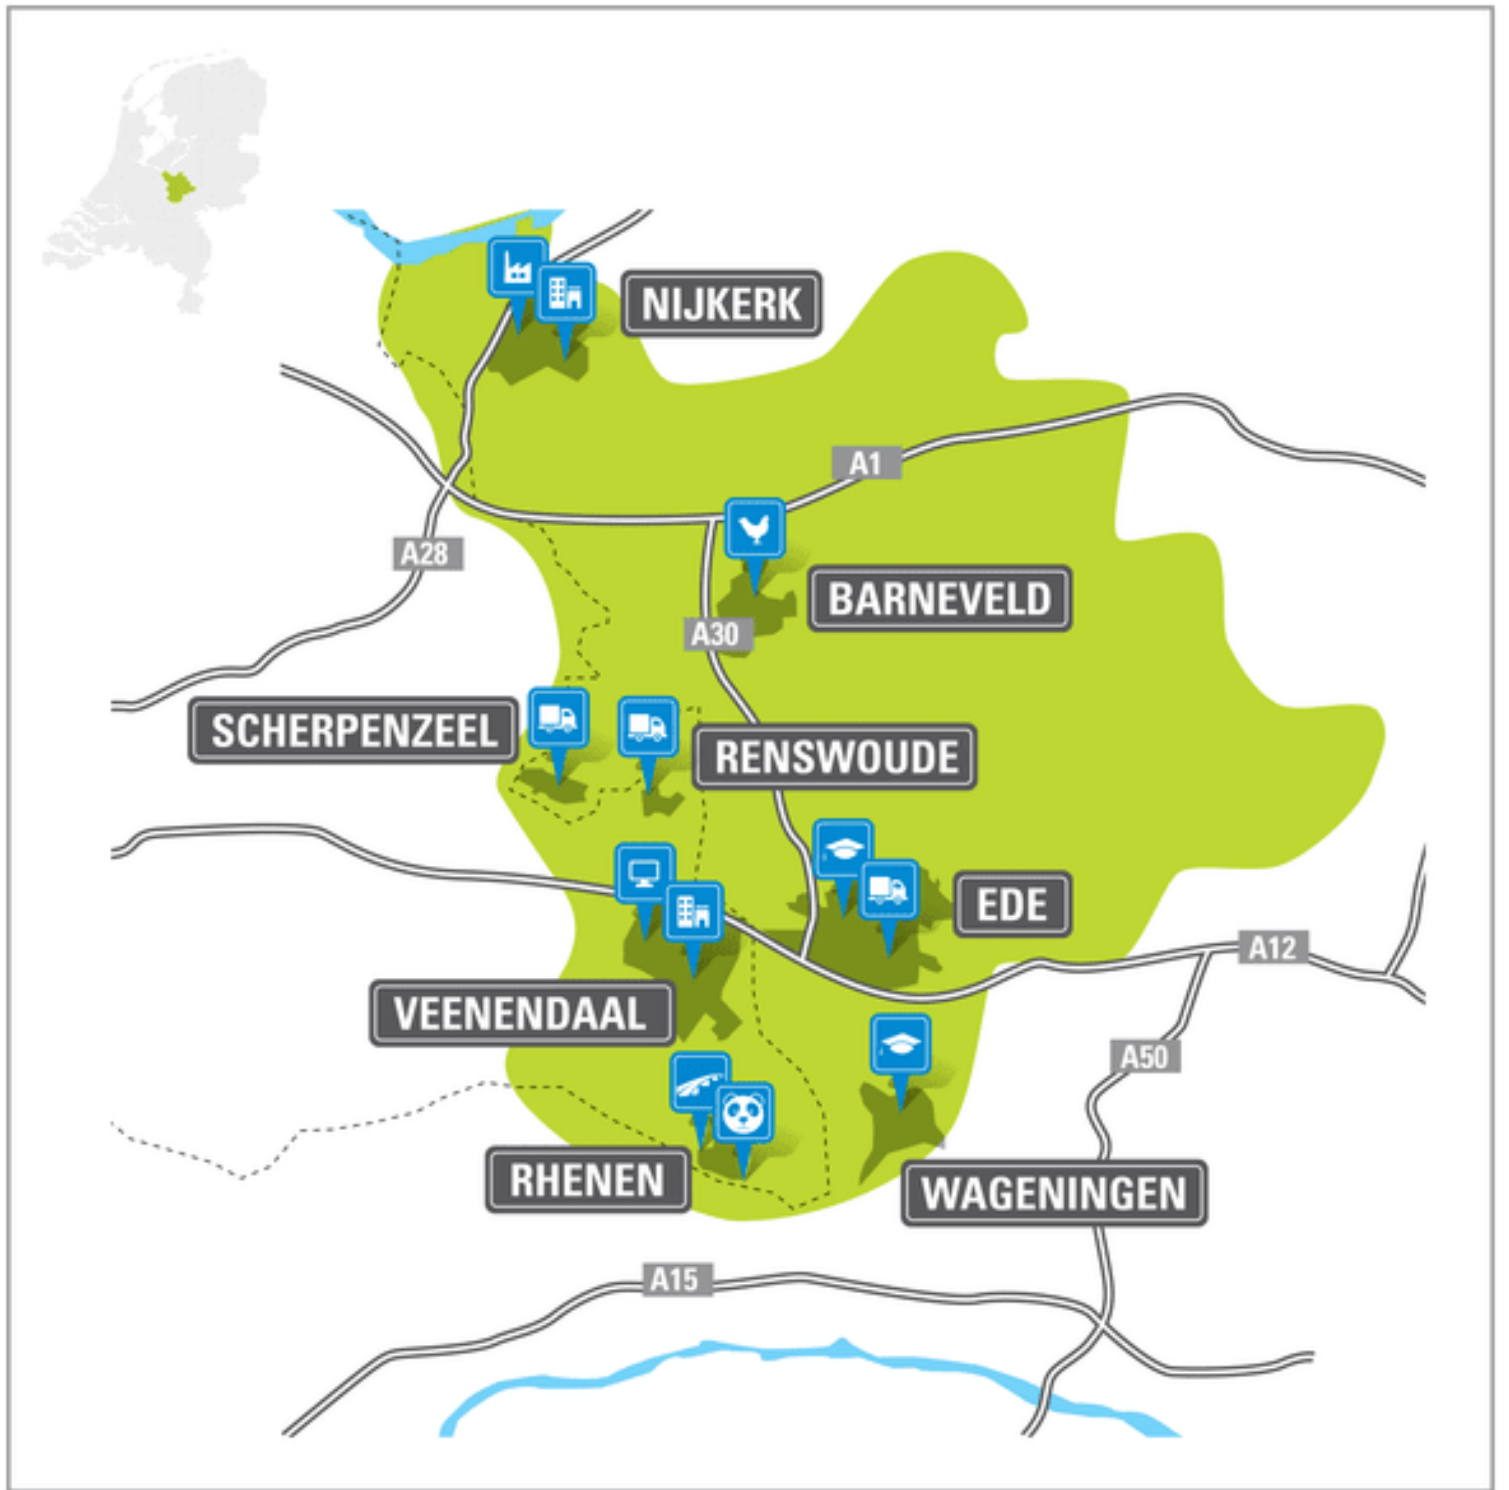 NIJKERK
A1
A28
BARNEVELD
A30
SCHERPENZEEL
RENSWOUDE
EDE
A12
VEENENDAAL
A50
RHENEN
WAGENINGEN
A15